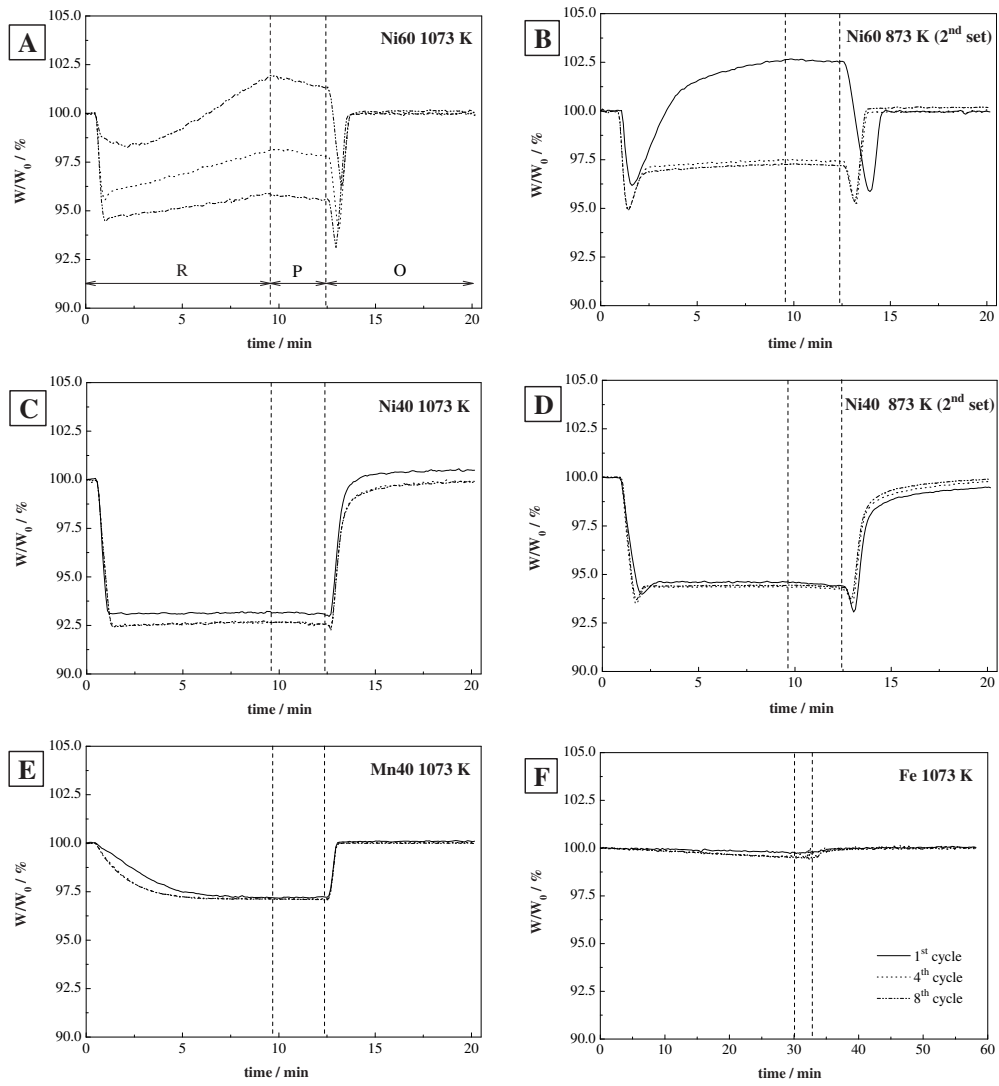 A
Ni60 1073 K
105.0
102.5
100.0
97.5
95.0
92.5
90.0
W/W0 / %
R
P
O
0
5
10
15
20
time / min
B
Ni60 873 K (2nd set)
105.0
102.5
100.0
97.5
95.0
92.5
90.0
W/W0 / %
0
5
10
15
20
time / min
C
Ni40 1073 K
105.0
102.5
100.0
97.5
95.0
92.5
90.0
W/W0 / %
0
5
10
15
20
time / min
D
Ni40 873 K (2nd set)
105.0
102.5
100.0
97.5
95.0
92.5
90.0
W/W0 / %
0
5
10
15
20
time / min
E
Mn40 1073 K
105.0
102.5
100.0
97.5
95.0
92.5
90.0
W/W0 / %
0
5
10
15
20
time / min
F
Fe 1073 K
105.0
102.5
100.0
97.5
95.0
92.5
90.0
W/W0 / %
1st cycle
4th cycle
8th cycle
0
10
20
30
40
50
60
time / min